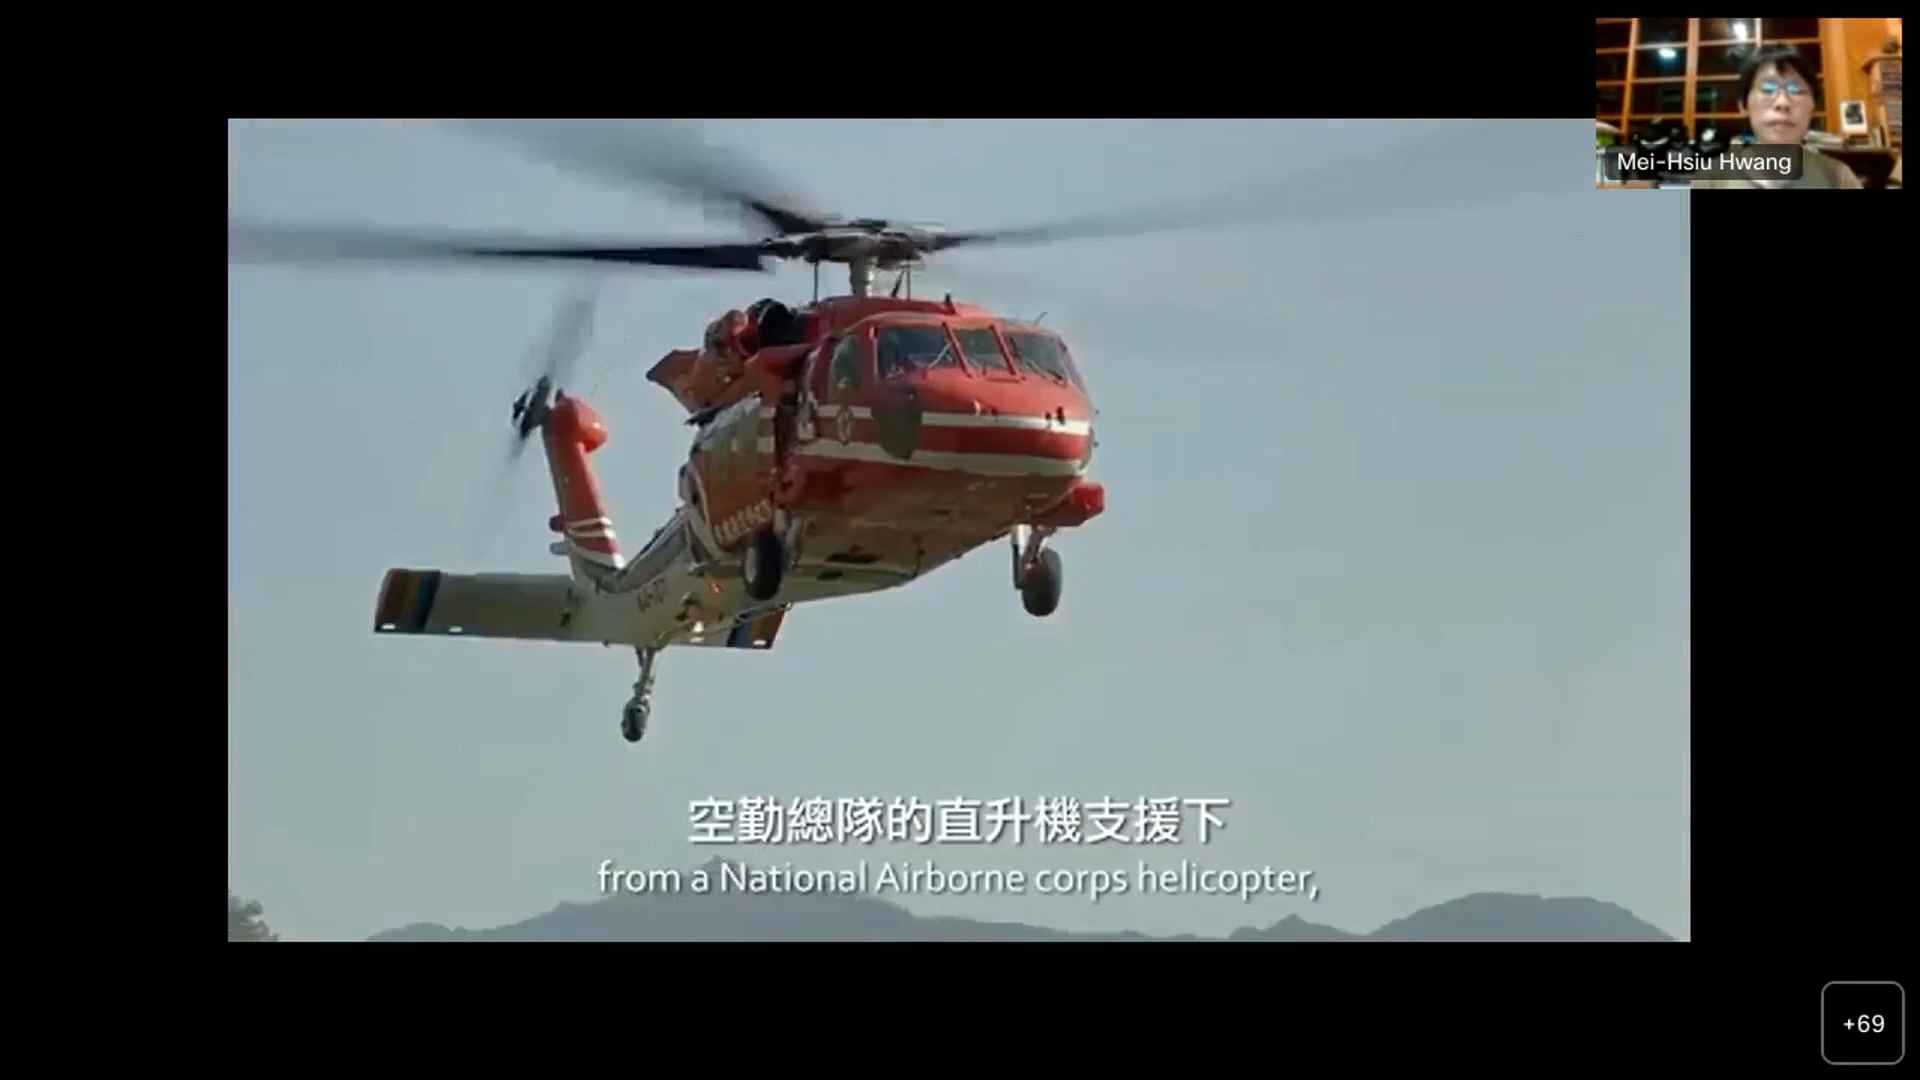 Mei-Hsiu Hwang
空勤總隊的直升機支援下
from a National Airborne corps helicopter,
+69